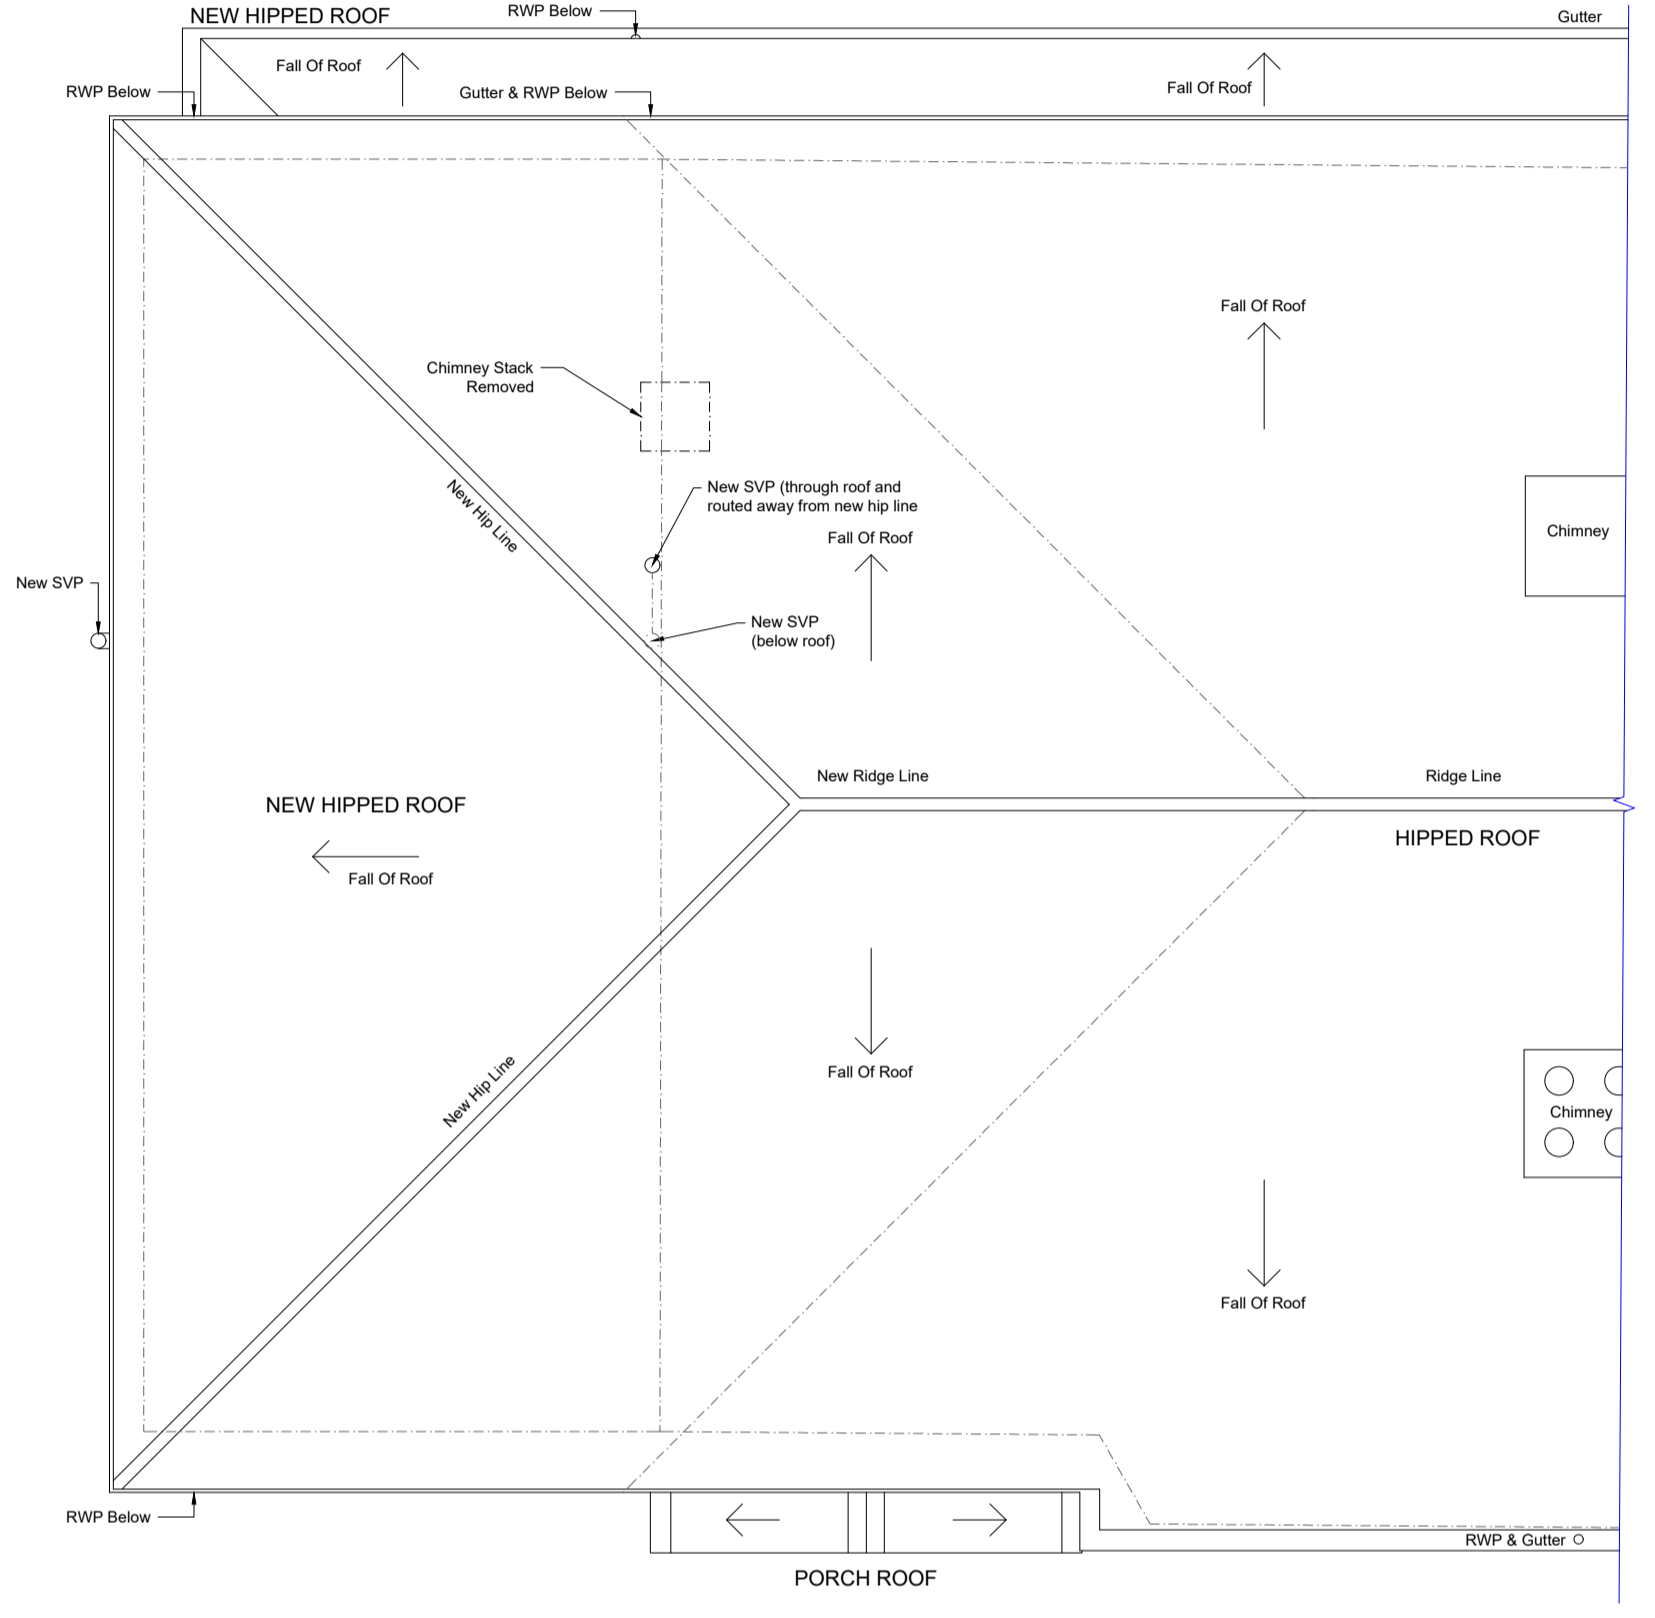 NEW HIPPED ROOF
RWP Below
Gutter
Fall Of Roof
Fall Of Roof
RWP Below
Gutter & RWP Below
Fall Of Roof
Chimney Stack
Removed
New Hip Line
New SVP (through roof and
routed away from new hip line
Fall Of Roof
Chimney
New SVP
New SVP
(below roof)
New Ridge Line
Ridge Line
NEW HIPPED ROOF
HIPPED ROOF
Fall Of Roof
New Hip Line
Fall Of Roof
Chimney
Fall Of Roof
RWP Below
RWP & Gutter
PORCH ROOF